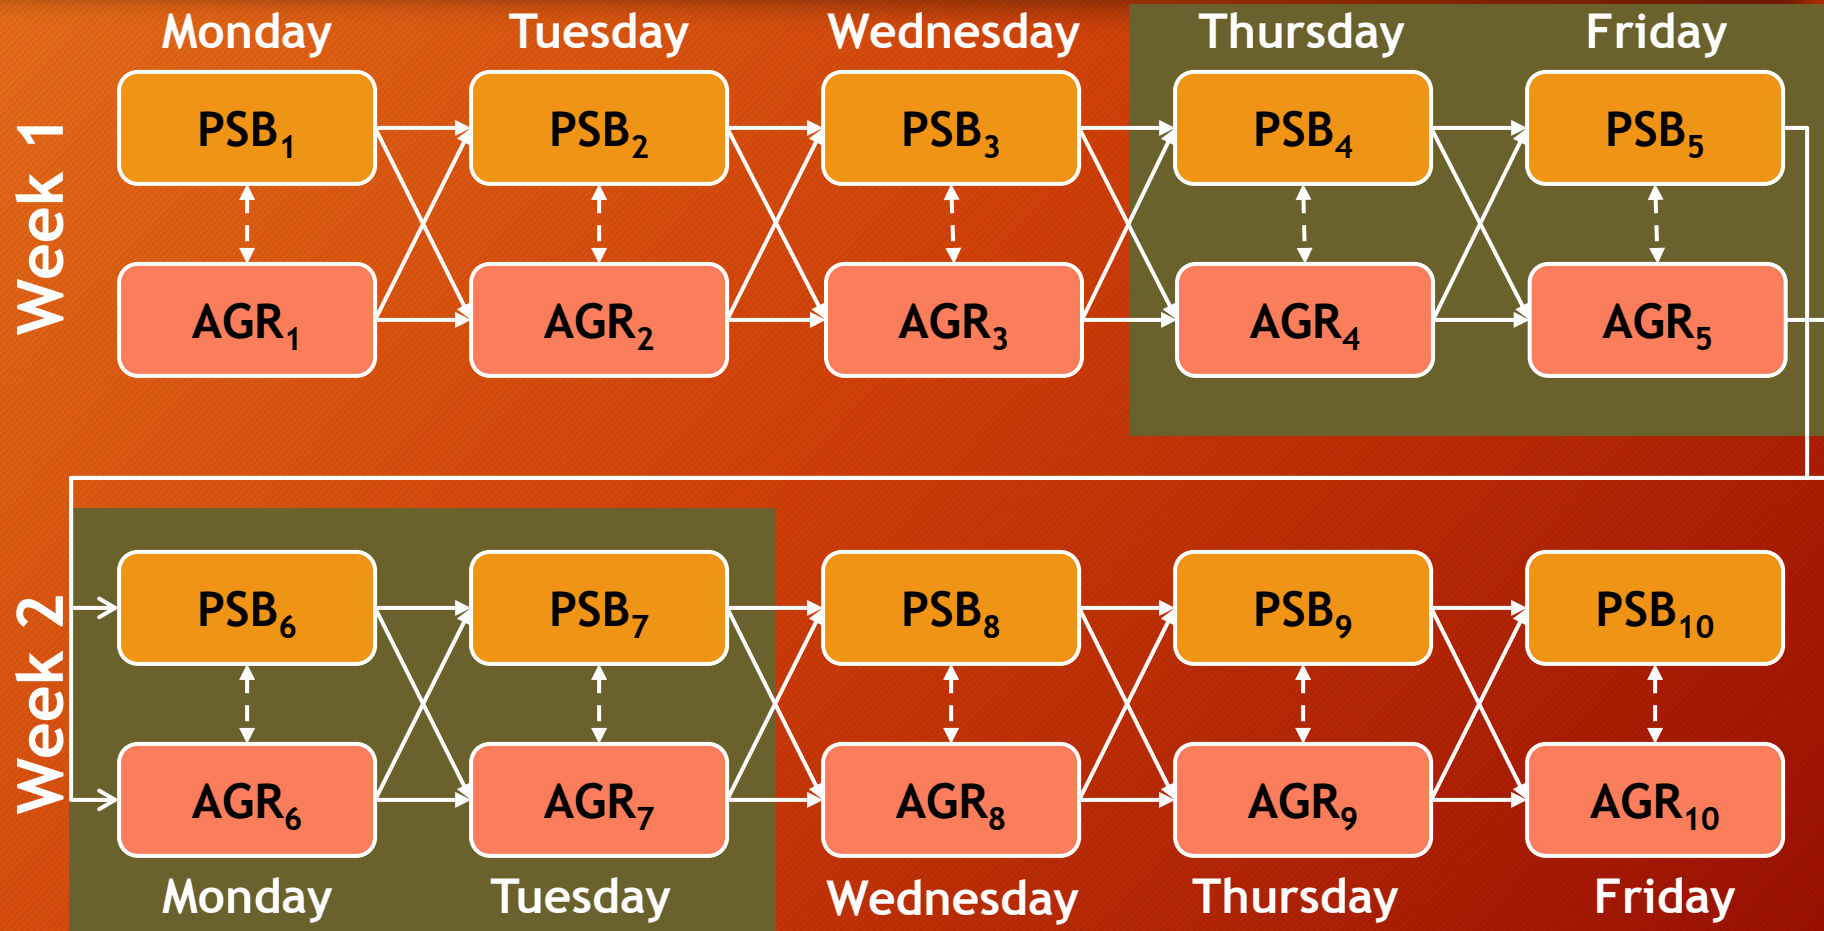 Monday Tuesday Wednesday Thursday Friday
Week 1
PSB₁ PSB₂ PSB₃ PSB₄ PSB₅
AGR₁ AGR₂ AGR₃ AGR₄ AGR₅
Week 2
PSB₆ PSB₇ PSB₈ PSB₉ PSB₁₀
AGR₆ AGR₇ AGR₈ AGR₉ AGR₁₀
Monday Tuesday Wednesday Thursday Friday